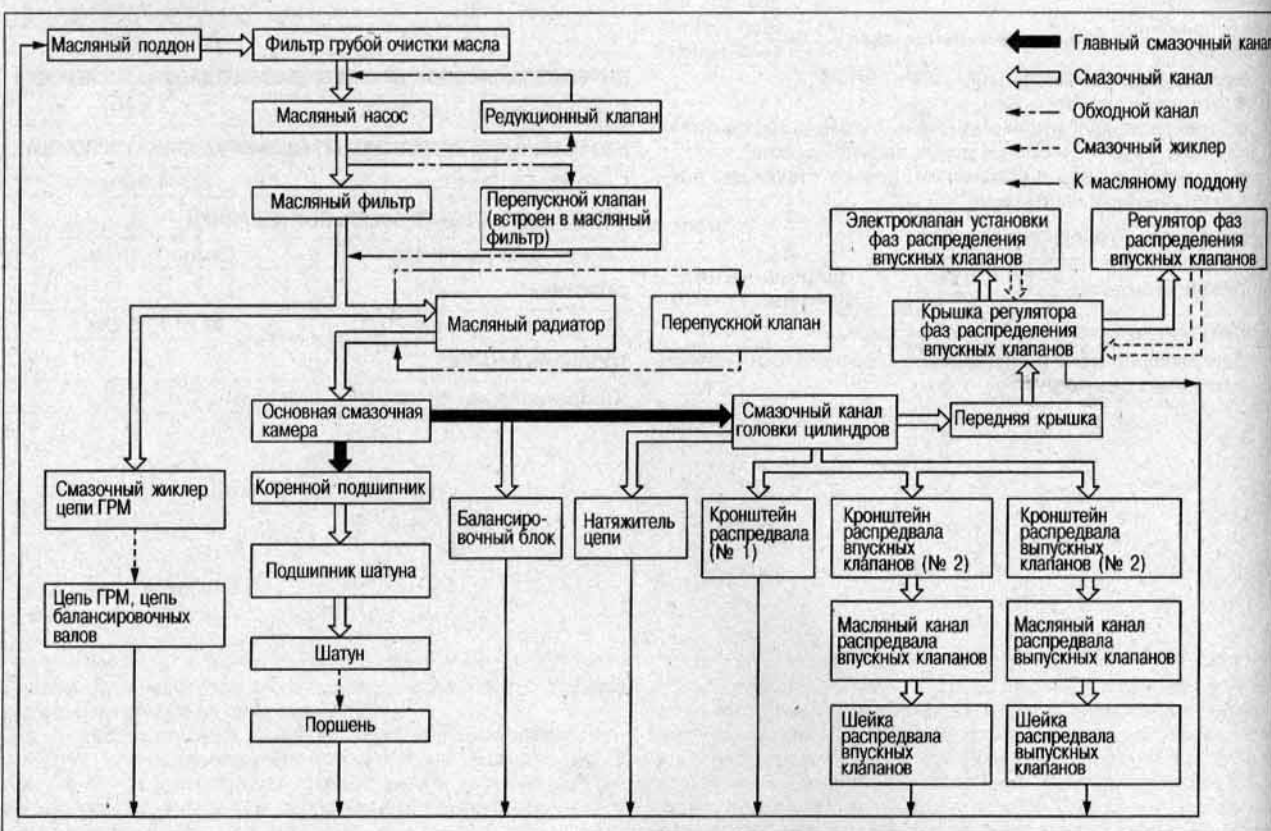 Масляный поддон
Фильтр грубой очистки масла
Главный смазочный канал
Смазочный канал
Обходной канал
Смазочный жиклер
К масляному поддону
Масляный насос
Редукционный клапан
Масляный фильтр
Перепускной клапан
(встроен в масляный
фильтр)
Электроклапан установки
фаз распределения
впускных клапанов
Регулятор фаз
распределения
впускных клапанов
Масляный радиатор
Перепускной клапан
Крышка регулятора
фаз распределения
впускных клапанов
Основная смазочная
камера
Смазочный канал
головки цилиндров
Передняя крышка
Смазочный жиклер
цепи ГРМ
Коренной подшипник
Балансиро-
вочный блок
Натяжитель
цепи
Кронштейн
распредвала
(№ 1)
Кронштейн
распредвала
впускных
клапанов (№ 2)
Кронштейн
распредвала
выпускных
клапанов (№ 2)
Подшипник шатуна
Цепь ГРМ, цепь
балансировочных
валов
Шатун
Масляный канал
распредвала
впускных клапанов
Масляный канал
распредвала
выпускных клапанов
Поршень
Шейка
распредвала
впускных
клапанов
Шейка
распредвала
выпускных
клапанов